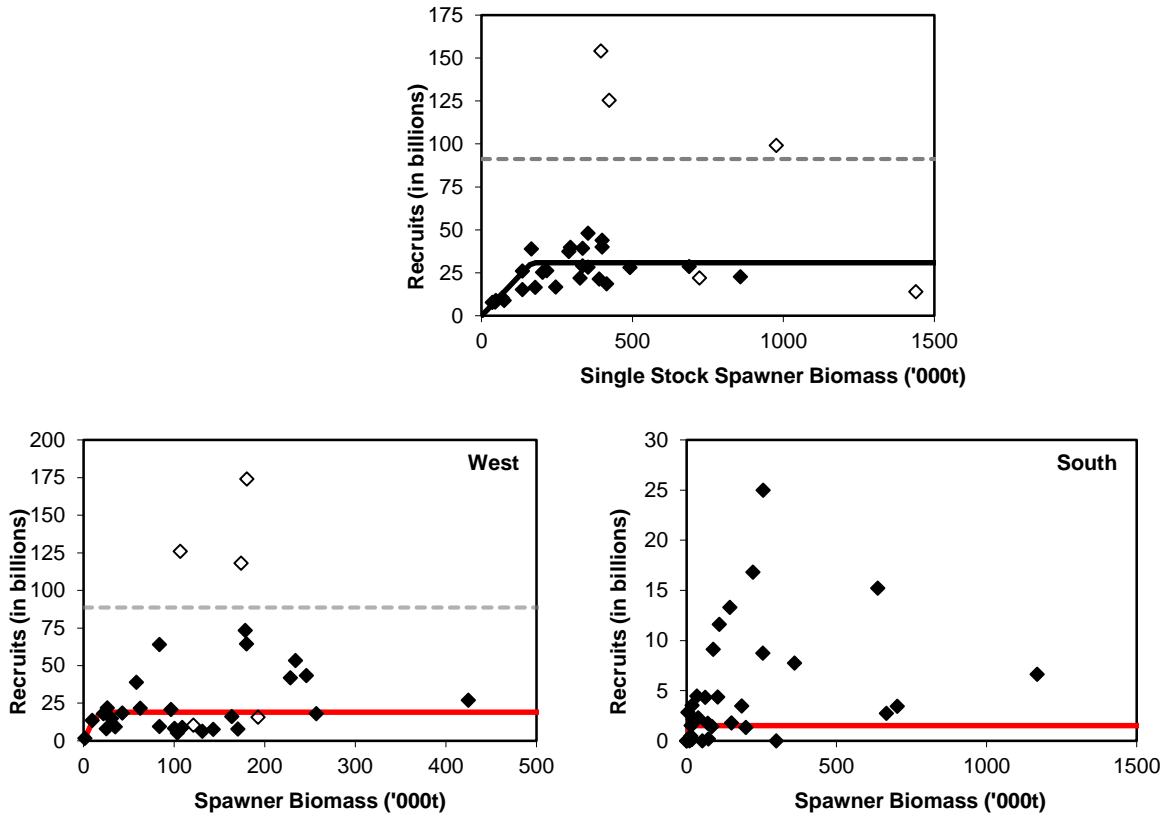 175
150
125
100
75
50
25
0
Recruits (in billions)
0 500 1000 1500
Single Stock Spawner Biomass ('000t)
West
200
175
150
125
100
75
50
25
0
Recruits (in billions)
0 100 200 300 400 500
Spawner Biomass ('000t)
South
30
25
20
15
10
5
0
Recruits (in billions)
0 500 1000 1500
Spawner Biomass ('000t)